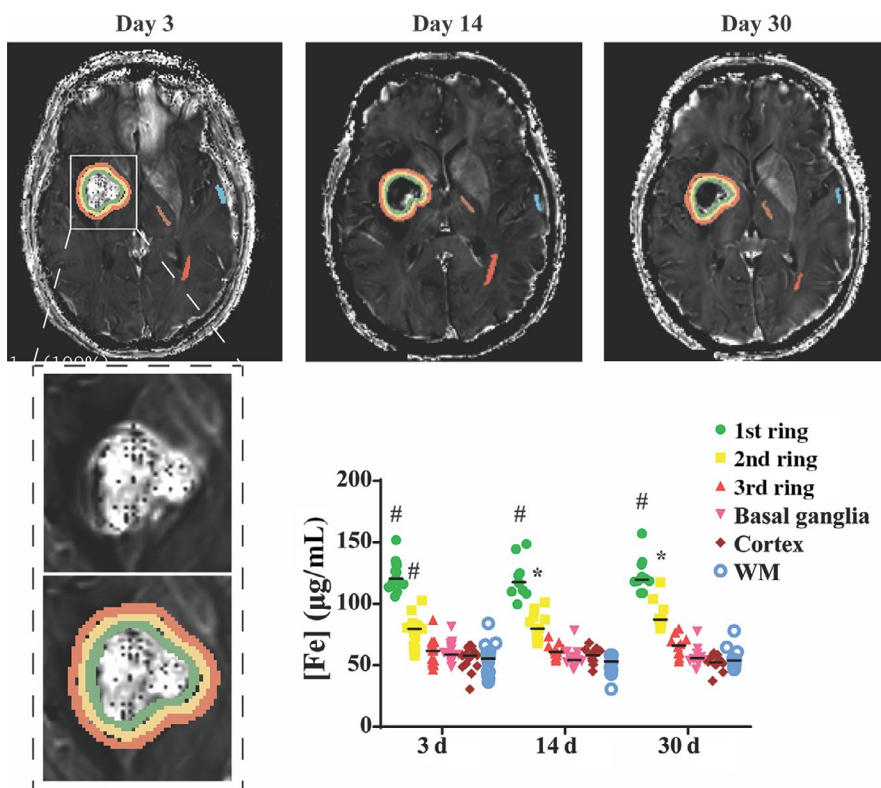 Day 3
Day 14
Day 30
(100%)
1st ring
2nd ring
3rd ring
Basal ganglia
Cortex
WM
[Fe] (µg/mL)
200
150
100
50
0
# #
# *
# *
3 d
14 d
30 d